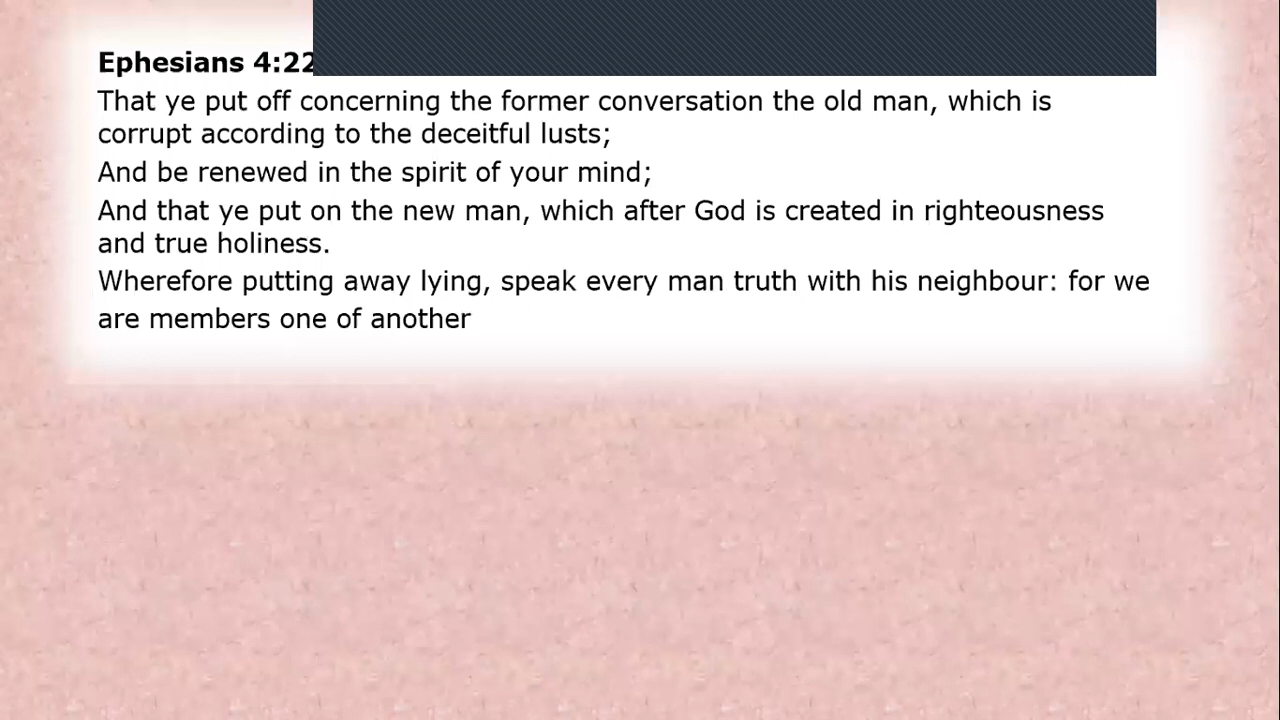 Ephesians 4:22
That ye put off concerning the former conversation the old man, which is
corrupt according to the deceitful lusts;
And be renewed in the spirit of your mind;
And that ye put on the new man, which after God is created in righteousness
and true holiness.
Wherefore putting away lying, speak every man truth with his neighbour: for we
are members one of another